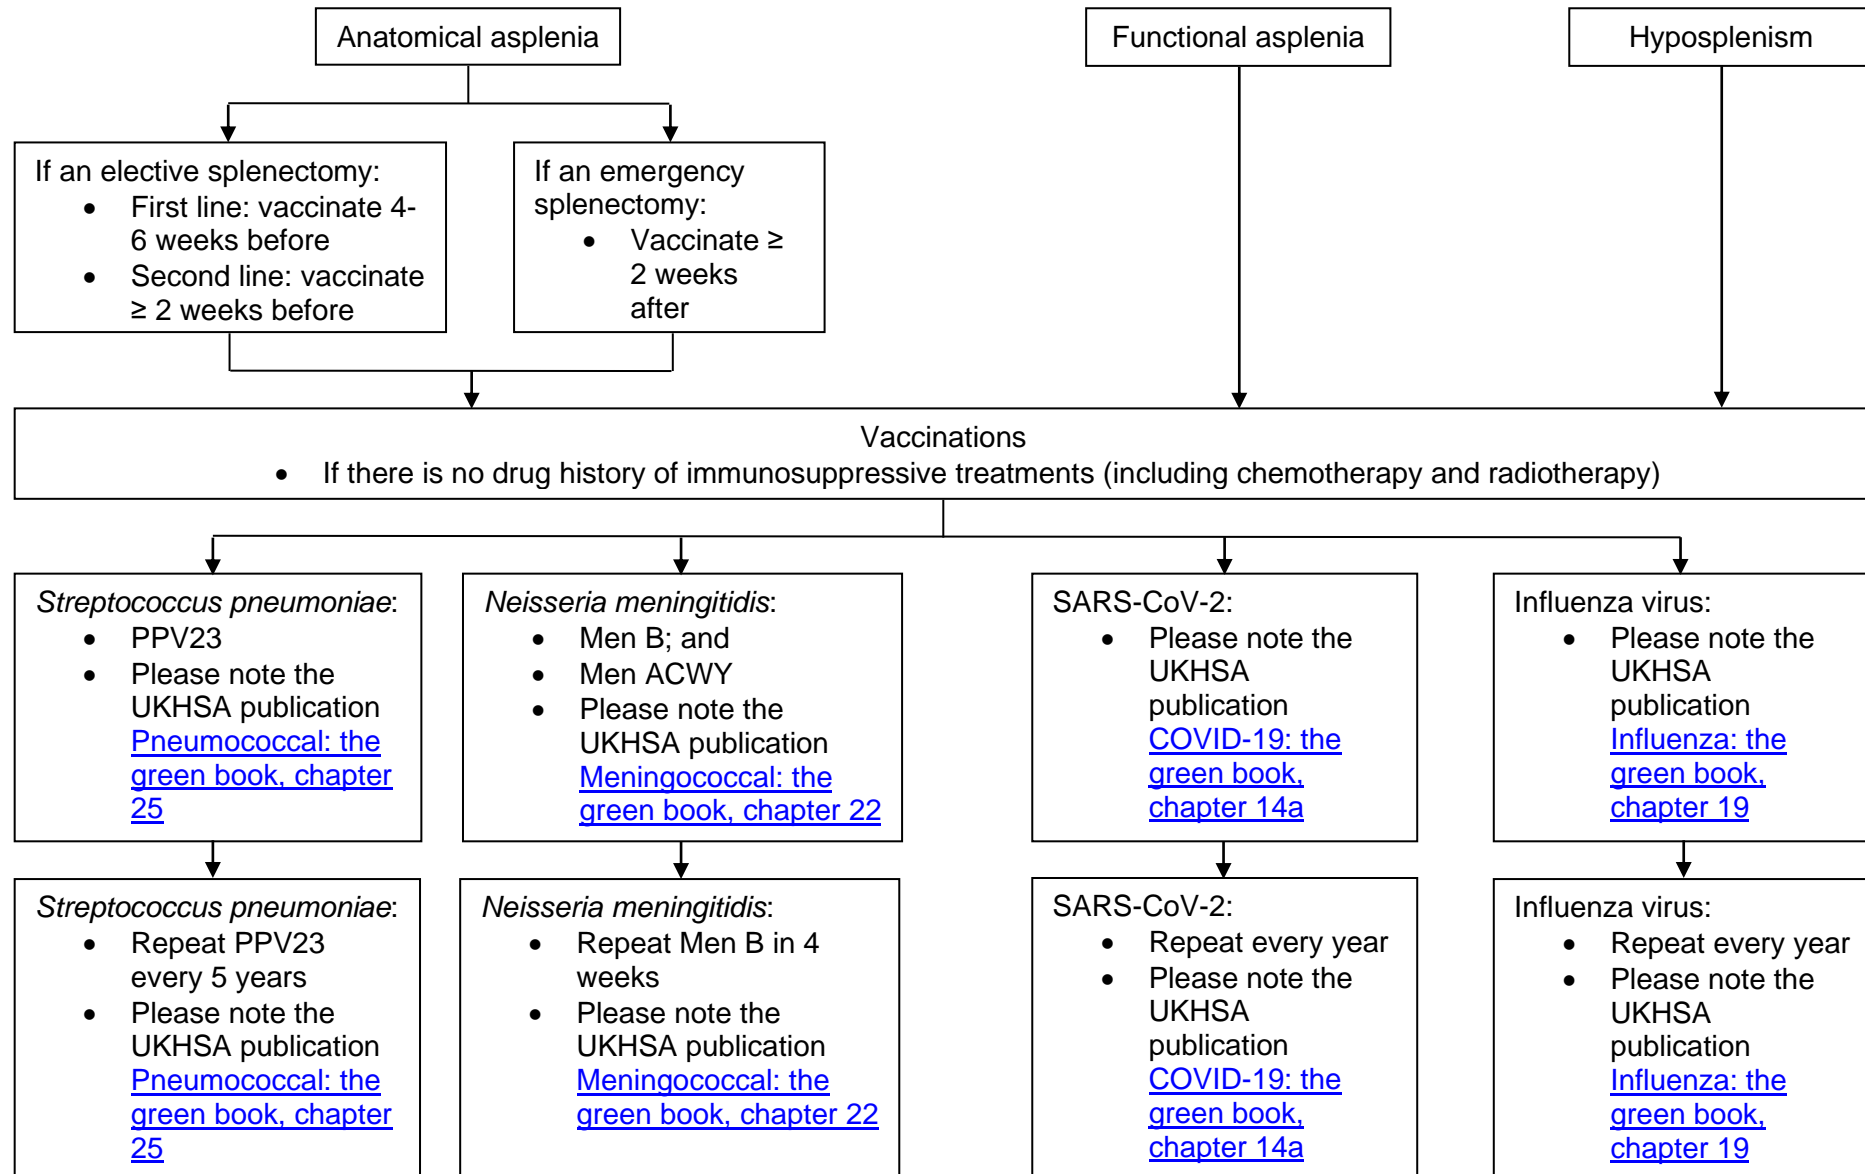 Anatomical asplenia
Functional asplenia
Hyposplenism
If an elective splenectomy:
• First line: vaccinate 4-
6 weeks before
• Second line: vaccinate
≥ 2 weeks before
If an emergency
splenectomy:
• Vaccinate ≥
2 weeks
after
Vaccinations
• If there is no drug history of immunosuppressive treatments (including chemotherapy and radiotherapy)
Streptococcus pneumoniae:
• PPV23
• Please note the
UKHSA publication
Pneumococcal: the
green book, chapter
25
Neisseria meningitidis:
• Men B; and
• Men ACWY
• Please note the
UKHSA publication
Meningococcal: the
green book, chapter 22
SARS-CoV-2:
• Please note the
UKHSA
publication
COVID-19: the
green book,
chapter 14a
Influenza virus:
• Please note the
UKHSA
publication
Influenza: the
green book,
chapter 19
Streptococcus pneumoniae:
• Repeat PPV23
every 5 years
• Please note the
UKHSA publication
Pneumococcal: the
green book, chapter
25
Neisseria meningitidis:
• Repeat Men B in 4
weeks
• Please note the
UKHSA publication
Meningococcal: the
green book, chapter 22
SARS-CoV-2:
• Repeat every year
• Please note the
UKHSA
publication
COVID-19: the
green book,
chapter 14a
Influenza virus:
• Repeat every year
• Please note the
UKHSA
publication
Influenza: the
green book,
chapter 19